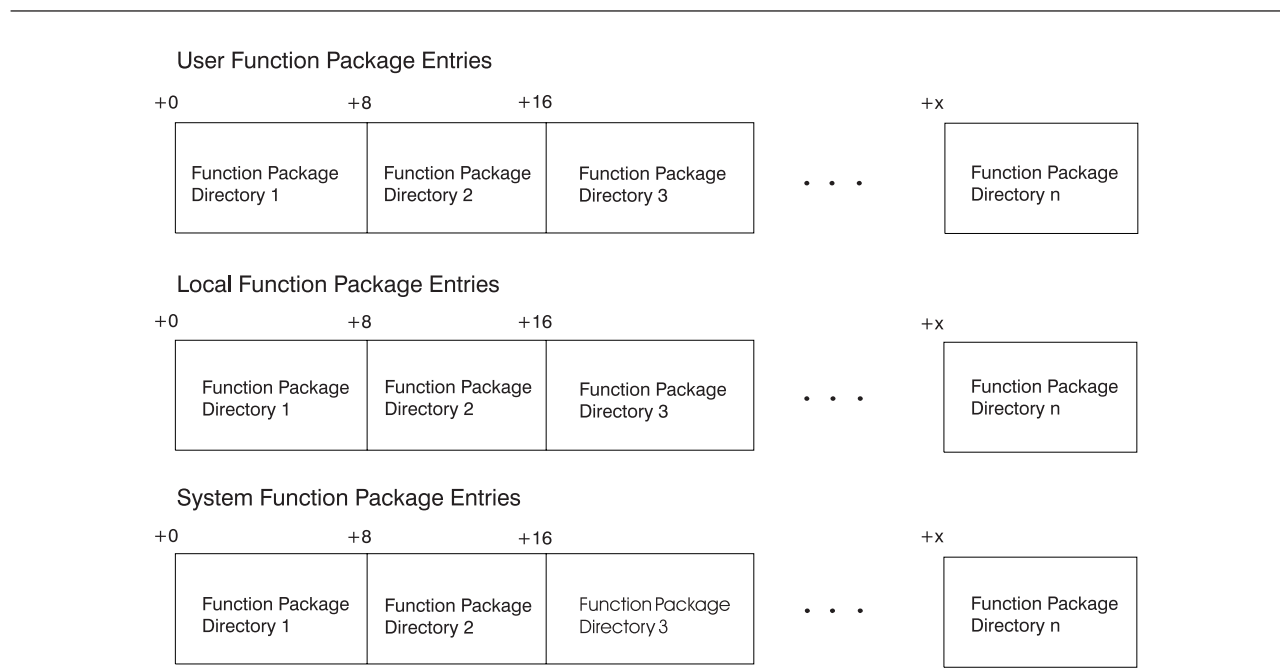 User Function Package Entries
+0 +8 +16 +x
Function Package Directory 1
Function Package Directory 2
Function Package Directory 3
. . .
Function Package Directory n
Local Function Package Entries
+0 +8 +16 +x
Function Package Directory 1
Function Package Directory 2
Function Package Directory 3
. . .
Function Package Directory n
System Function Package Entries
+0 +8 +16 +x
Function Package Directory 1
Function Package Directory 2
Function Package Directory 3
. . .
Function Package Directory n